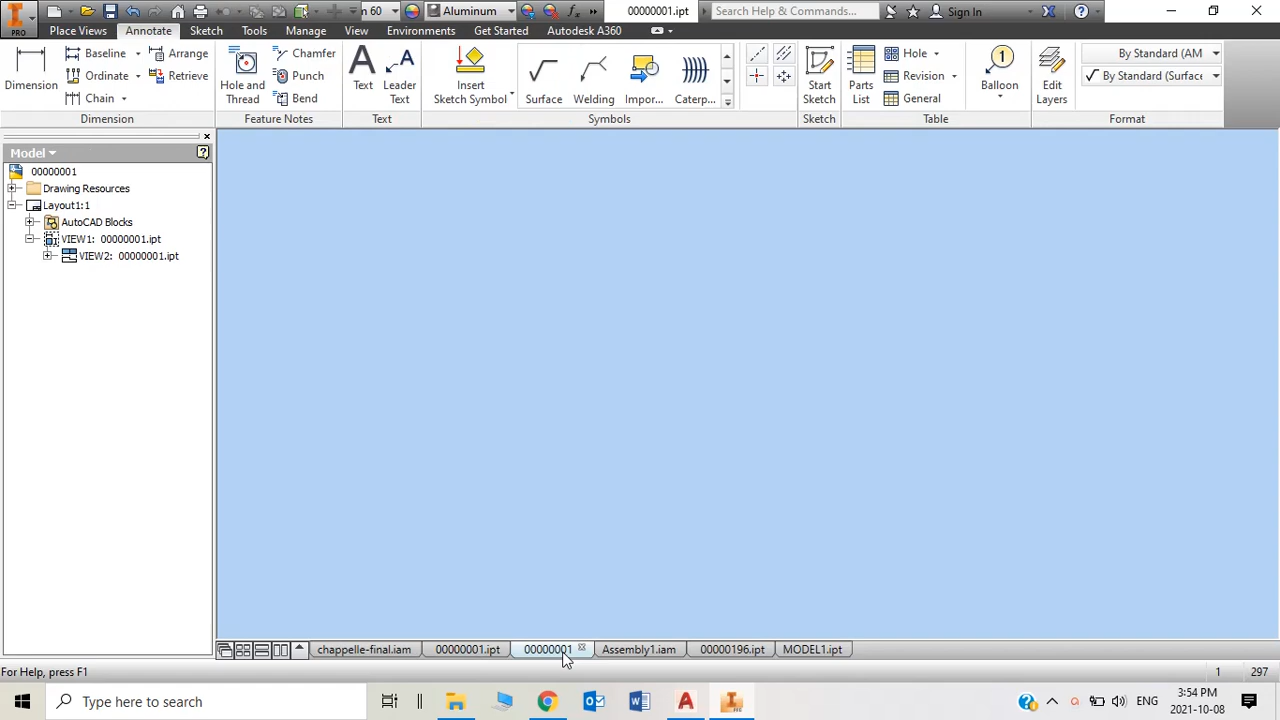 PRO
n 60
Aluminum
00000001.ipt
Search Help & Commands...
Sign In
Place Views
Annotate
Sketch
Tools
Manage
View
Environments
Get Started
Autodesk A360
Dimension
Baseline
Ordinate
Chain
Arrange
Retrieve
Dimension
Hole and
Thread
Chamfer
Punch
Bend
Feature Notes
Text
Leader
Text
Text
Insert
Sketch Symbol
Surface
Welding
Impor...
Caterp...
Symbols
Start
Sketch
Sketch
Parts
List
Hole
Revision
General
Table
1
Balloon
Edit
Layers
By Standard (AM
By Standard (Surface
Format
Model
00000001
Drawing Resources
Layout1:1
AutoCAD Blocks
VIEW1: 00000001.ipt
VIEW2: 00000001.ipt
chappelle-final.iam
00000001.ipt
00000001
Assembly1.iam
00000196.ipt
MODEL1.ipt
For Help, press F1
1
297
Type here to search
ENG
3:54 PM
2021-10-08